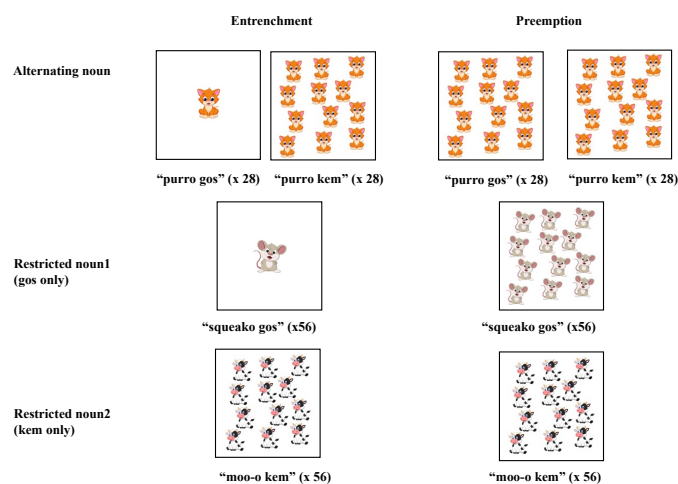 Entrenchment Preemption
Alternating noun
“purro gos” (x 28) “purro kem” (x 28) “purro gos” (x 28) “purro kem” (x 28)
Restricted noun1
(gos only)
“squeako gos” (x56) “squeako gos” (x56)
Restricted noun2
(kem only)
“moo-o kem” (x 56) “moo-o kem” (x 56)